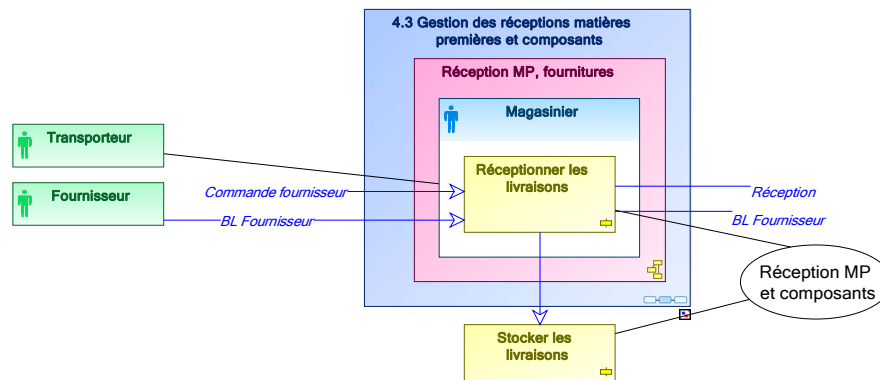 4.3 Gestion des réceptions matières
premières et composants
Réception MP, fournitures
Magasinier
Transporteur
Réceptionner les
livraisons
Fournisseur
Commande fournisseur
Réception
BL Fournisseur
BL Fournisseur
Réception MP
et composants
Stocker les
livraisons